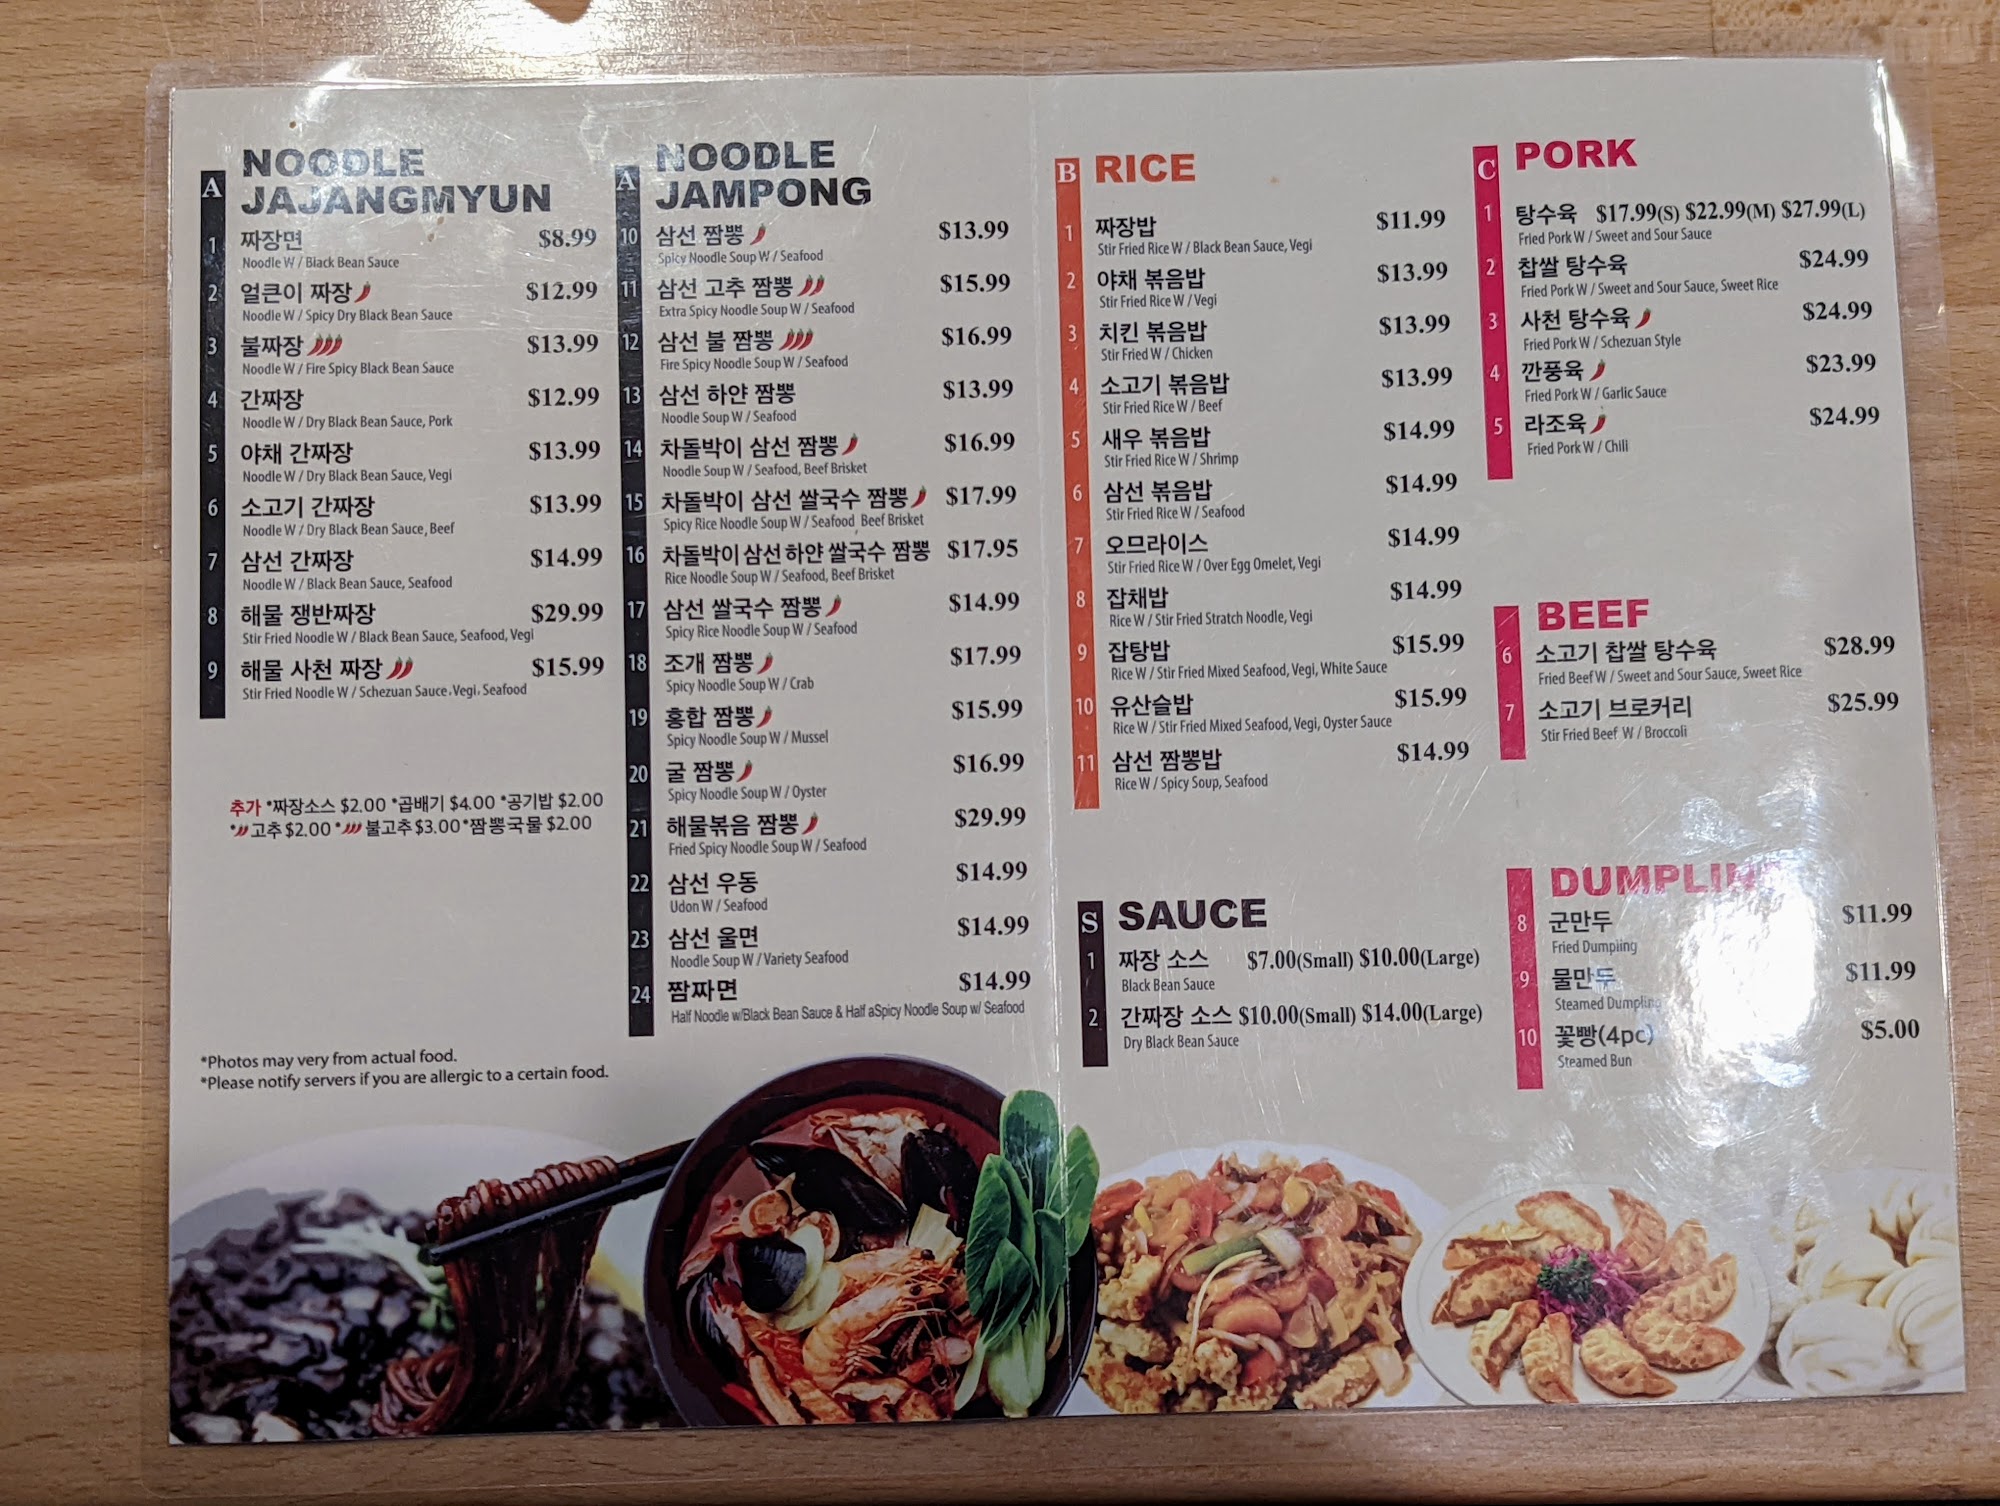 A
NOODLE
JAJANGMYUN
1 짜장면 $8.99
Noodle W / Black Bean Sauce
2 얼큰이 짜장 $12.99
Noodle W / Spicy Dry Black Bean Sauce
3 불짜장 $13.99
Noodle W / Fire Spicy Black Bean Sauce
4 간짜장 $12.99
Noodle W / Dry Black Bean Sauce, Pork
5 야채 간짜장 $13.99
Noodle W / Dry Black Bean Sauce, Vegi
6 소고기 간짜장 $13.99
Noodle W / Dry Black Bean Sauce, Beef
7 삼선 간짜장 $14.99
Noodle W / Black Bean Sauce, Seafood
8 해물 쟁반짜장 $29.99
Stir Fried Noodle W / Black Bean Sauce, Seafood, Vegi
9 해물 사천 짜장 $15.99
Stir Fried Noodle W / Schezuan Sauce, Vegi, Seafood
추가 *짜장소스 $2.00 *곱배기 $4.00 *공기밥 $2.00
*고추 $2.00 *불고추 $3.00 *짬뽕국물 $2.00
*Photos may very from actual food.
*Please notify servers if you are allergic to a certain food.
A
NOODLE
JAMPONG
10 삼선 짬뽕 $13.99
Spicy Noodle Soup W / Seafood
11 삼선 고추 짬뽕 $15.99
Extra Spicy Noodle Soup W / Seafood
12 삼선 불 짬뽕 $16.99
Fire Spicy Noodle Soup W / Seafood
13 삼선 하얀 짬뽕 $13.99
Noodle Soup W / Seafood
14 차돌박이 삼선 짬뽕 $16.99
Noodle Soup W / Seafood, Beef Brisket
15 차돌박이 삼선 쌀국수 짬뽕 $17.99
Spicy Rice Noodle Soup W / Seafood Beef Brisket
16 차돌박이 삼선 하얀 쌀국수 짬뽕 $17.95
Rice Noodle Soup W / Seafood, Beef Brisket
17 삼선 쌀국수 짬뽕 $14.99
Spicy Rice Noodle Soup W / Seafood
18 조개 짬뽕 $17.99
Spicy Noodle Soup W / Crab
19 홍합 짬뽕 $15.99
Spicy Noodle Soup W / Mussel
20 굴 짬뽕 $16.99
Spicy Noodle Soup W / Oyster
21 해물볶음 짬뽕 $29.99
Fried Spicy Noodle Soup W / Seafood
22 삼선 우동 $14.99
Udon W / Seafood
23 삼선 울면 $14.99
Noodle Soup W / Variety Seafood
24 짬짜면 $14.99
Half Noodle w/Black Bean Sauce & Half aSpicy Noodle Soup w/ Seafood
B RICE
1 짜장밥 $11.99
Stir Fried Rice W / Black Bean Sauce, Vegi
2 야채 볶음밥 $13.99
Stir Fried Rice W / Vegi
3 치킨 볶음밥 $13.99
Stir Fried W / Chicken
4 소고기 볶음밥 $13.99
Stir Fried Rice W / Beef
5 새우 볶음밥 $14.99
Stir Fried Rice W / Shrimp
6 삼선 볶음밥 $14.99
Stir Fried Rice W / Seafood
7 오므라이스 $14.99
Stir Fried Rice W / Over Egg Omelet, Vegi
8 잡채밥 $14.99
Rice W / Stir Fried Stratch Noodle, Vegi
9 잡탕밥 $15.99
Rice W / Stir Fried Mixed Seafood, Vegi, White Sauce
10 유산슬밥 $15.99
Rice W / Stir Fried Mixed Seafood, Vegi, Oyster Sauce
11 삼선 짬뽕밥 $14.99
Rice W / Spicy Soup, Seafood
S SAUCE
1 짜장 소스 $7.00(Small) $10.00(Large)
Black Bean Sauce
2 간짜장 소스 $10.00(Small) $14.00(Large)
Dry Black Bean Sauce
C PORK
1 탕수육 $17.99(S) $22.99(M) $27.99(L)
Fried Pork W / Sweet and Sour Sauce
2 찹쌀 탕수육 $24.99
Fried Pork W / Sweet and Sour Sauce, Sweet Rice
3 사천 탕수육 $24.99
Fried Pork W / Schezuan Style
4 깐풍육 $23.99
Fried Pork W / Garlic Sauce
5 라조육 $24.99
Fried Pork W / Chili
BEEF
6 소고기 찹쌀 탕수육 $28.99
Fried Beef W / Sweet and Sour Sauce, Sweet Rice
7 소고기 브로커리 $25.99
Stir Fried Beef W / Broccoli
DUMPLING
8 군만두 $11.99
Fried Dumpling
9 물만두 $11.99
Steamed Dumpling
10 꽃빵(4pc) $5.00
Steamed Bun